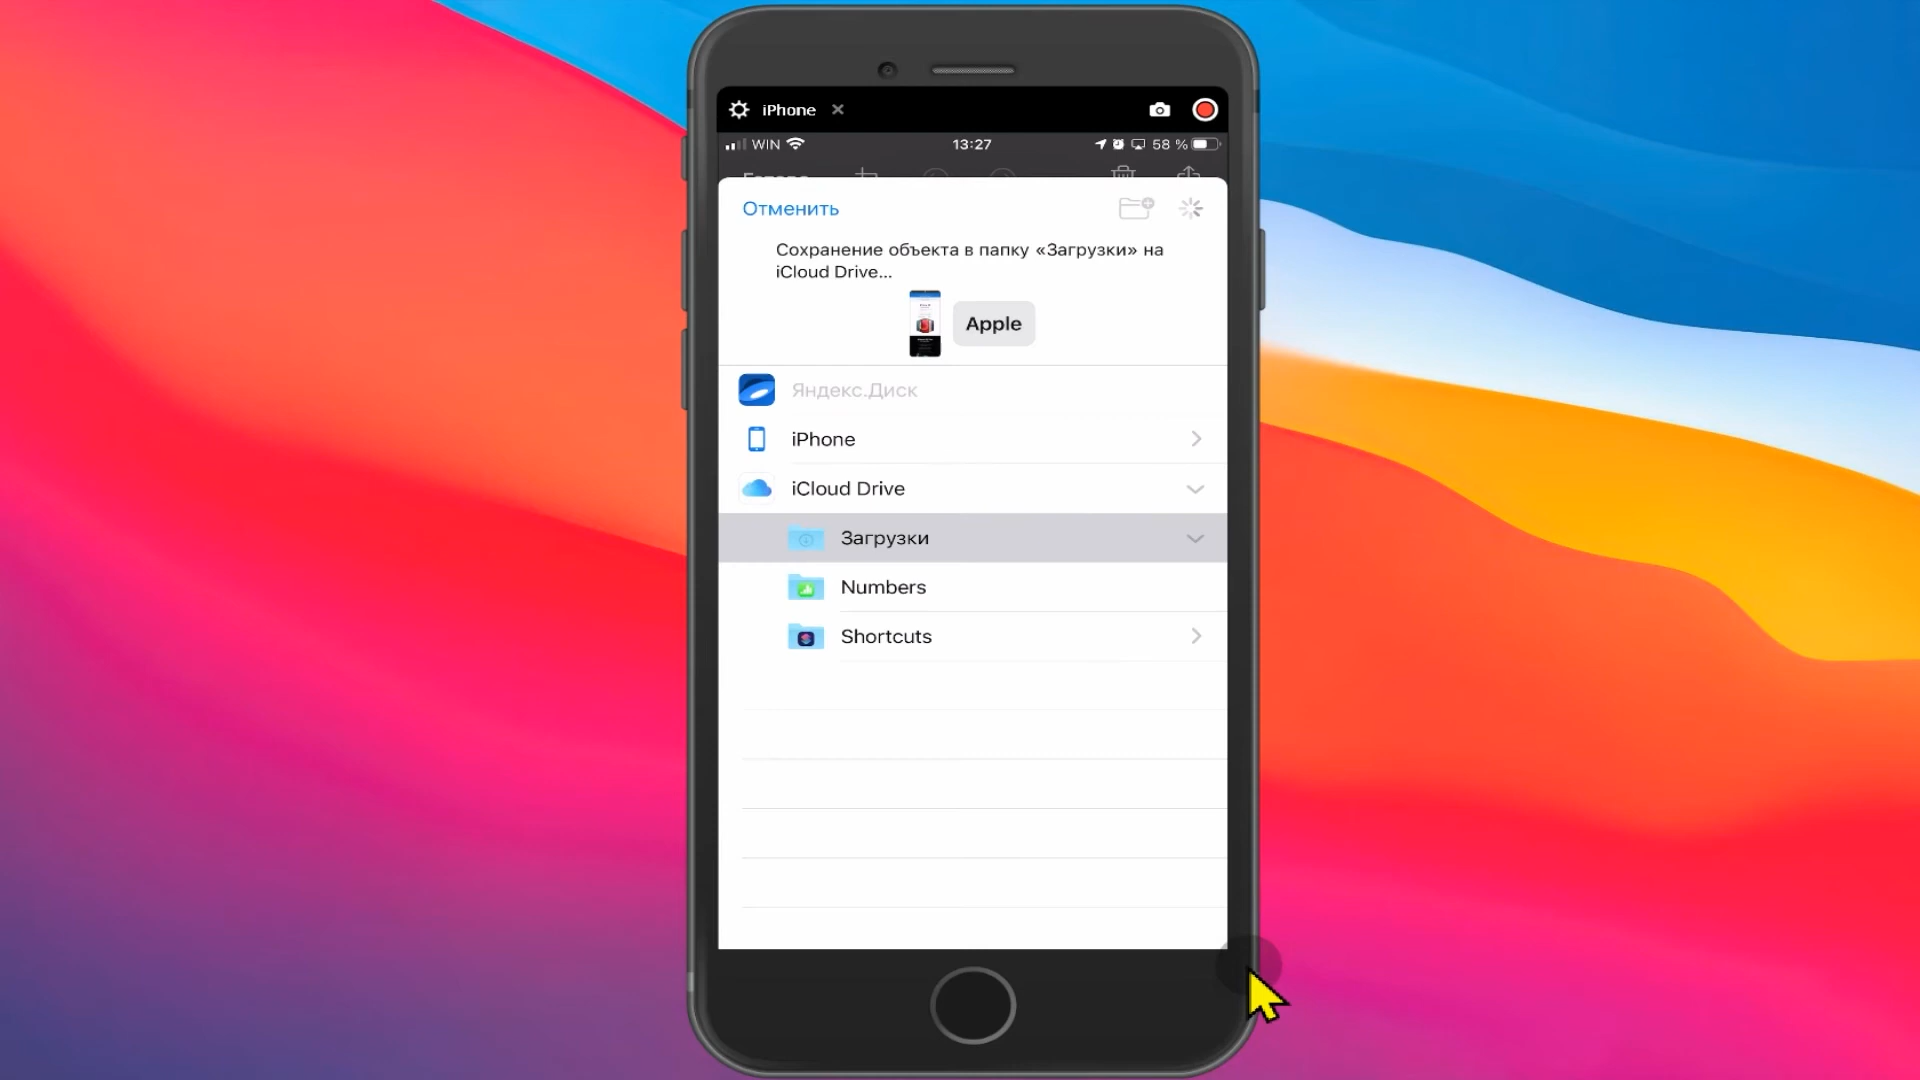 iPhone
WIN 13:27 58 %
Отменить
Сохранение объекта в папку «Загрузки» на
iCloud Drive...
Apple
Яндекс.Диск
iPhone
iCloud Drive
Загрузки
Numbers
Shortcuts